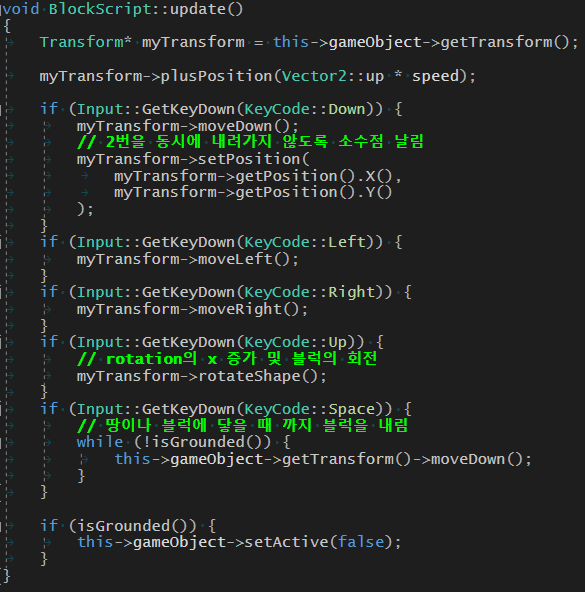 void BlockScript::update()
{
    Transform* myTransform = this->gameObject->getTransform();

    myTransform->plusPosition(Vector2::up * speed);

    if (Input::GetKeyDown(KeyCode::Down)) {
        myTransform->moveDown();
        // 2번을 동시에 내려가지 않도록 소수점 날림
        myTransform->setPosition(
            myTransform->getPosition().X(),
            myTransform->getPosition().Y()
        );
    }
    if (Input::GetKeyDown(KeyCode::Left)) {
        myTransform->moveLeft();
    }
    if (Input::GetKeyDown(KeyCode::Right)) {
        myTransform->moveRight();
    }
    if (Input::GetKeyDown(KeyCode::Up)) {
        // rotation의 x 증가 및 블럭의 회전
        myTransform->rotateShape();
    }
    if (Input::GetKeyDown(KeyCode::Space)) {
        // 땅이나 블럭에 닿을 때 까지 블럭을 내림
        while (!isGrounded()) {
            this->gameObject->getTransform()->moveDown();
        }
    }

    if (isGrounded()) {
        this->gameObject->setActive(false);
    }
}